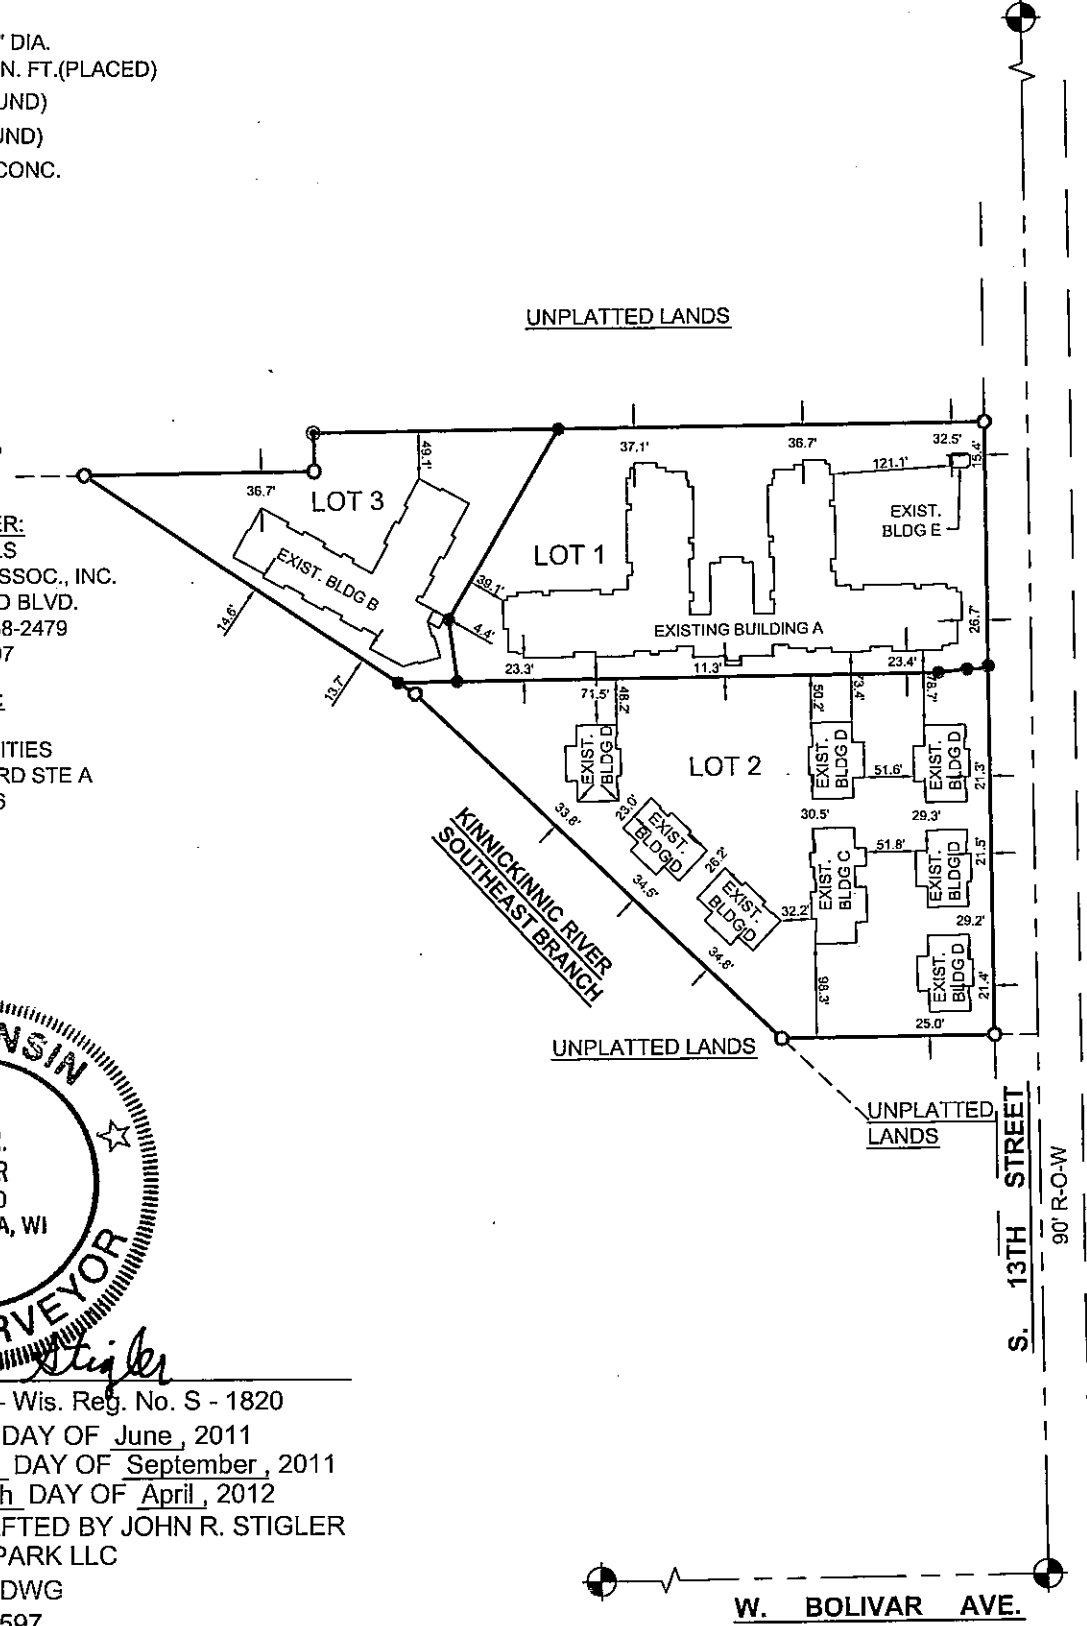 " DIA.
N. FT.(PLACED)
UND)
UND)
CONC.
UNPLATTED LANDS
37.1'
36.7'
32.5'
15.4'
121.1'
49.1'
36.7'
LOT 3
EXIST.
BLDG E
ER:
LS
ASSOC., INC.
D BLVD.
8-2479
97
LOT 1
EXIST. BLDG B
39.1'
14.6'
4.4'
EXISTING BUILDING A
26.7'
23.3'
11.3'
23.4'
13.7'
71.5'
48.2'
50.2'
73.4'
78.7'
ITIES
RD STE A
6
EXIST.
BLDG D
LOT 2
EXIST.
BLDG D
51.6'
EXIST.
BLDG D
21.3'
33.8'
23.0'
EXIST.
BLDG D
30.5'
29.3'
KINNICKINNIC RIVER
SOUTHEAST BRANCH
26.2'
EXIST.
BLDG C
51.8'
EXIST.
BLDG D
21.5'
34.5'
EXIST.
BLDG D
32.2'
29.2'
34.8'
98.3'
EXIST.
BLDG D
21.4'
25.0'
UNPLATTED LANDS
UNPLATTED
LANDS
NSIN
R
A, WI
RVEYOR
S. 13TH STREET
90' R-O-W
Stigler
- Wis. Reg. No. S - 1820
DAY OF June , 2011
DAY OF September , 2011
h DAY OF April , 2012
AFTED BY JOHN R. STIGLER
PARK LLC
DWG
597
W. BOLIVAR AVE.